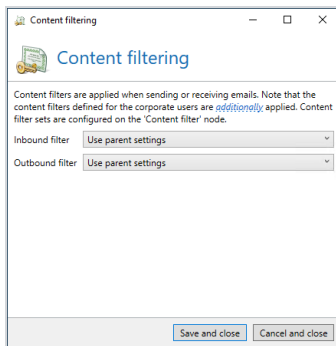 Content filtering
Content filtering
Content filters are applied when sending or receiving emails. Note that the
content filters defined for the corporate users are additionally applied. Content
filter sets are configured on the 'Content filter' node.
Inbound filter Use parent settings
Outbound filter Use parent settings
Save and close Cancel and close